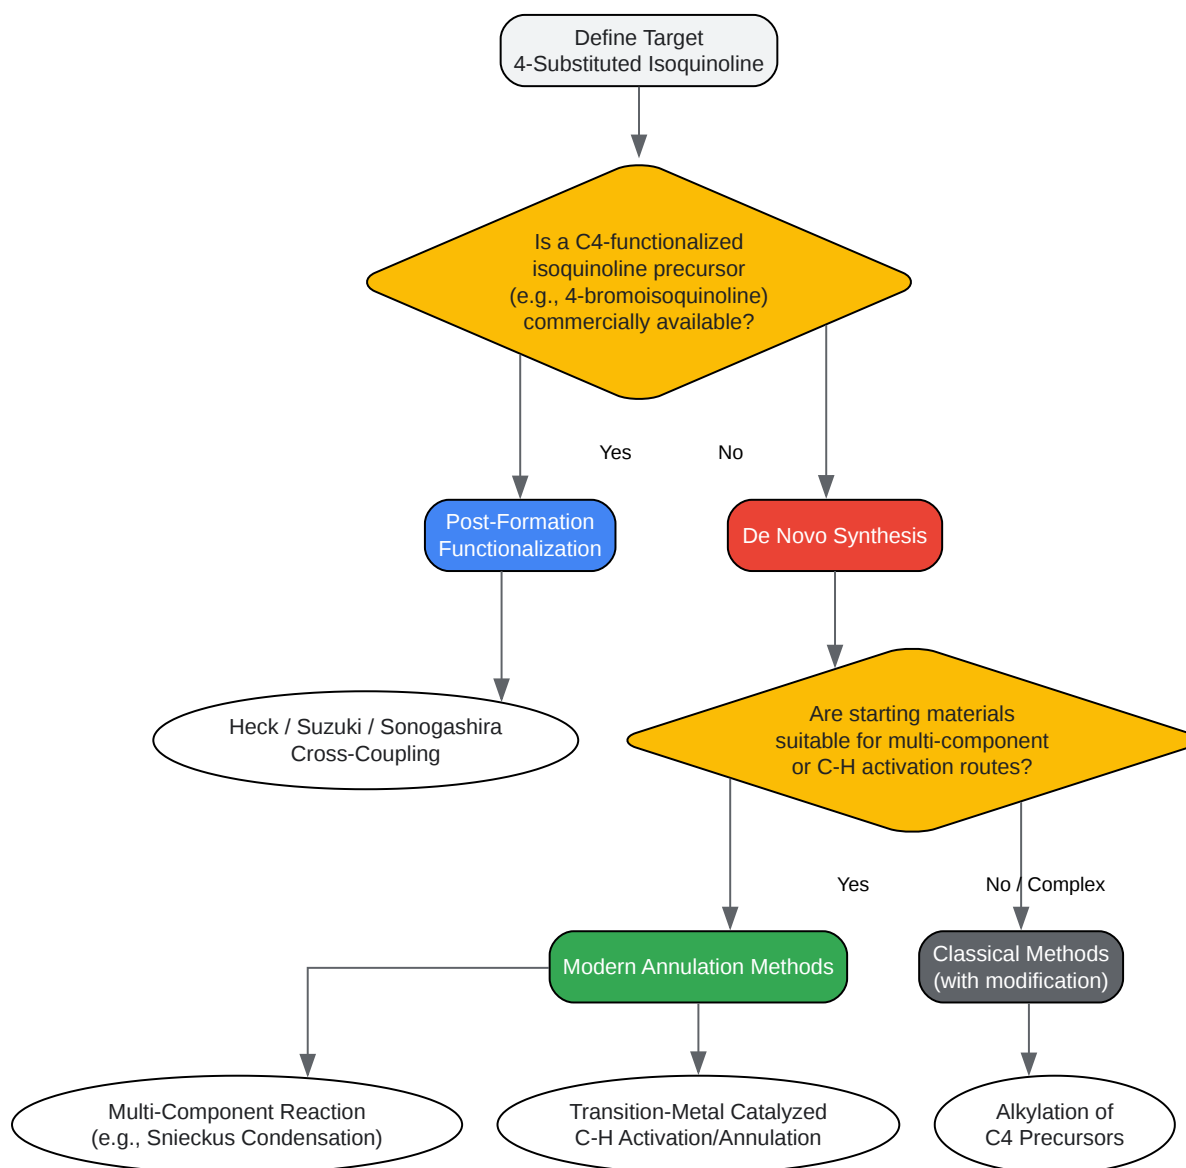 Define Target
4-Substituted Isoquinoline
Is a C4-functionalized
isoquinoline precursor
(e.g., 4-bromoisoquinoline)
commercially available?
Yes
No
Post-Formation
Functionalization
De Novo Synthesis
Heck / Suzuki / Sonogashira
Cross-Coupling
Are starting materials
suitable for multi-component
or C-H activation routes?
Yes
No / Complex
Modern Annulation Methods
Classical Methods
(with modification)
Multi-Component Reaction
(e.g., Snieckus Condensation)
Transition-Metal Catalyzed
C-H Activation/Annulation
Alkylation of
C4 Precursors